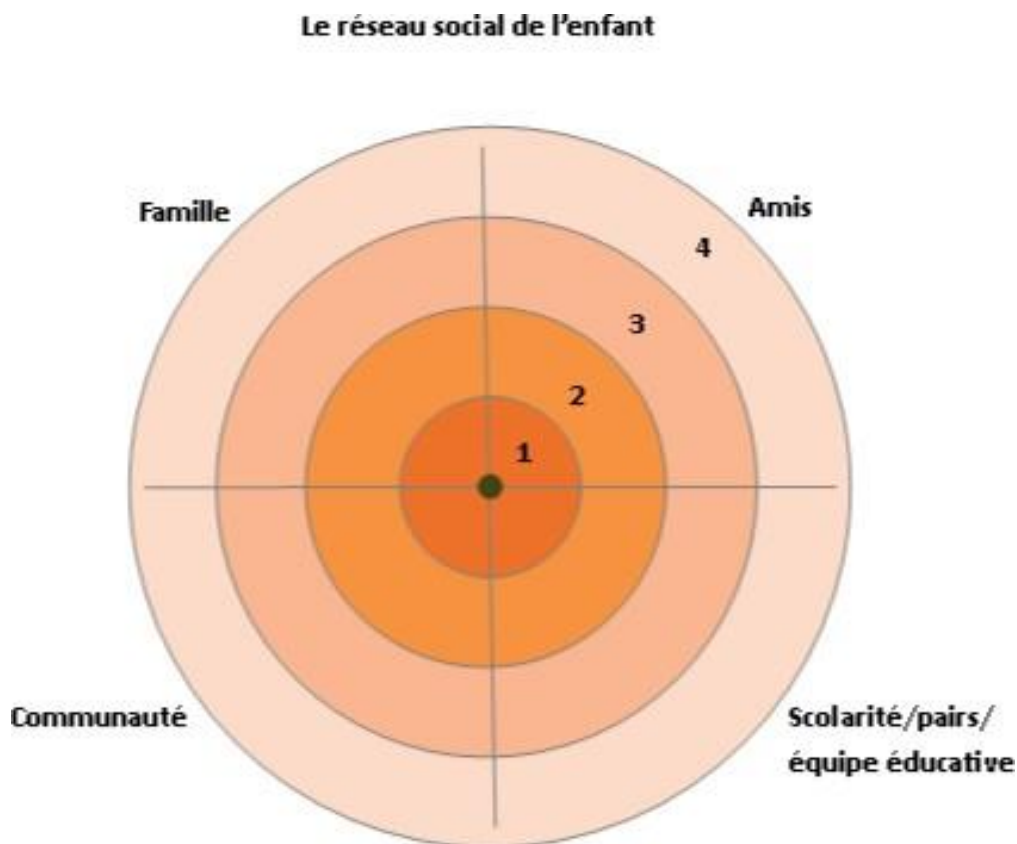 Le réseau social de l'enfant
Famille
Amis
4
3
2
1
Communauté
Scolarité/pairs/
équipe éducative